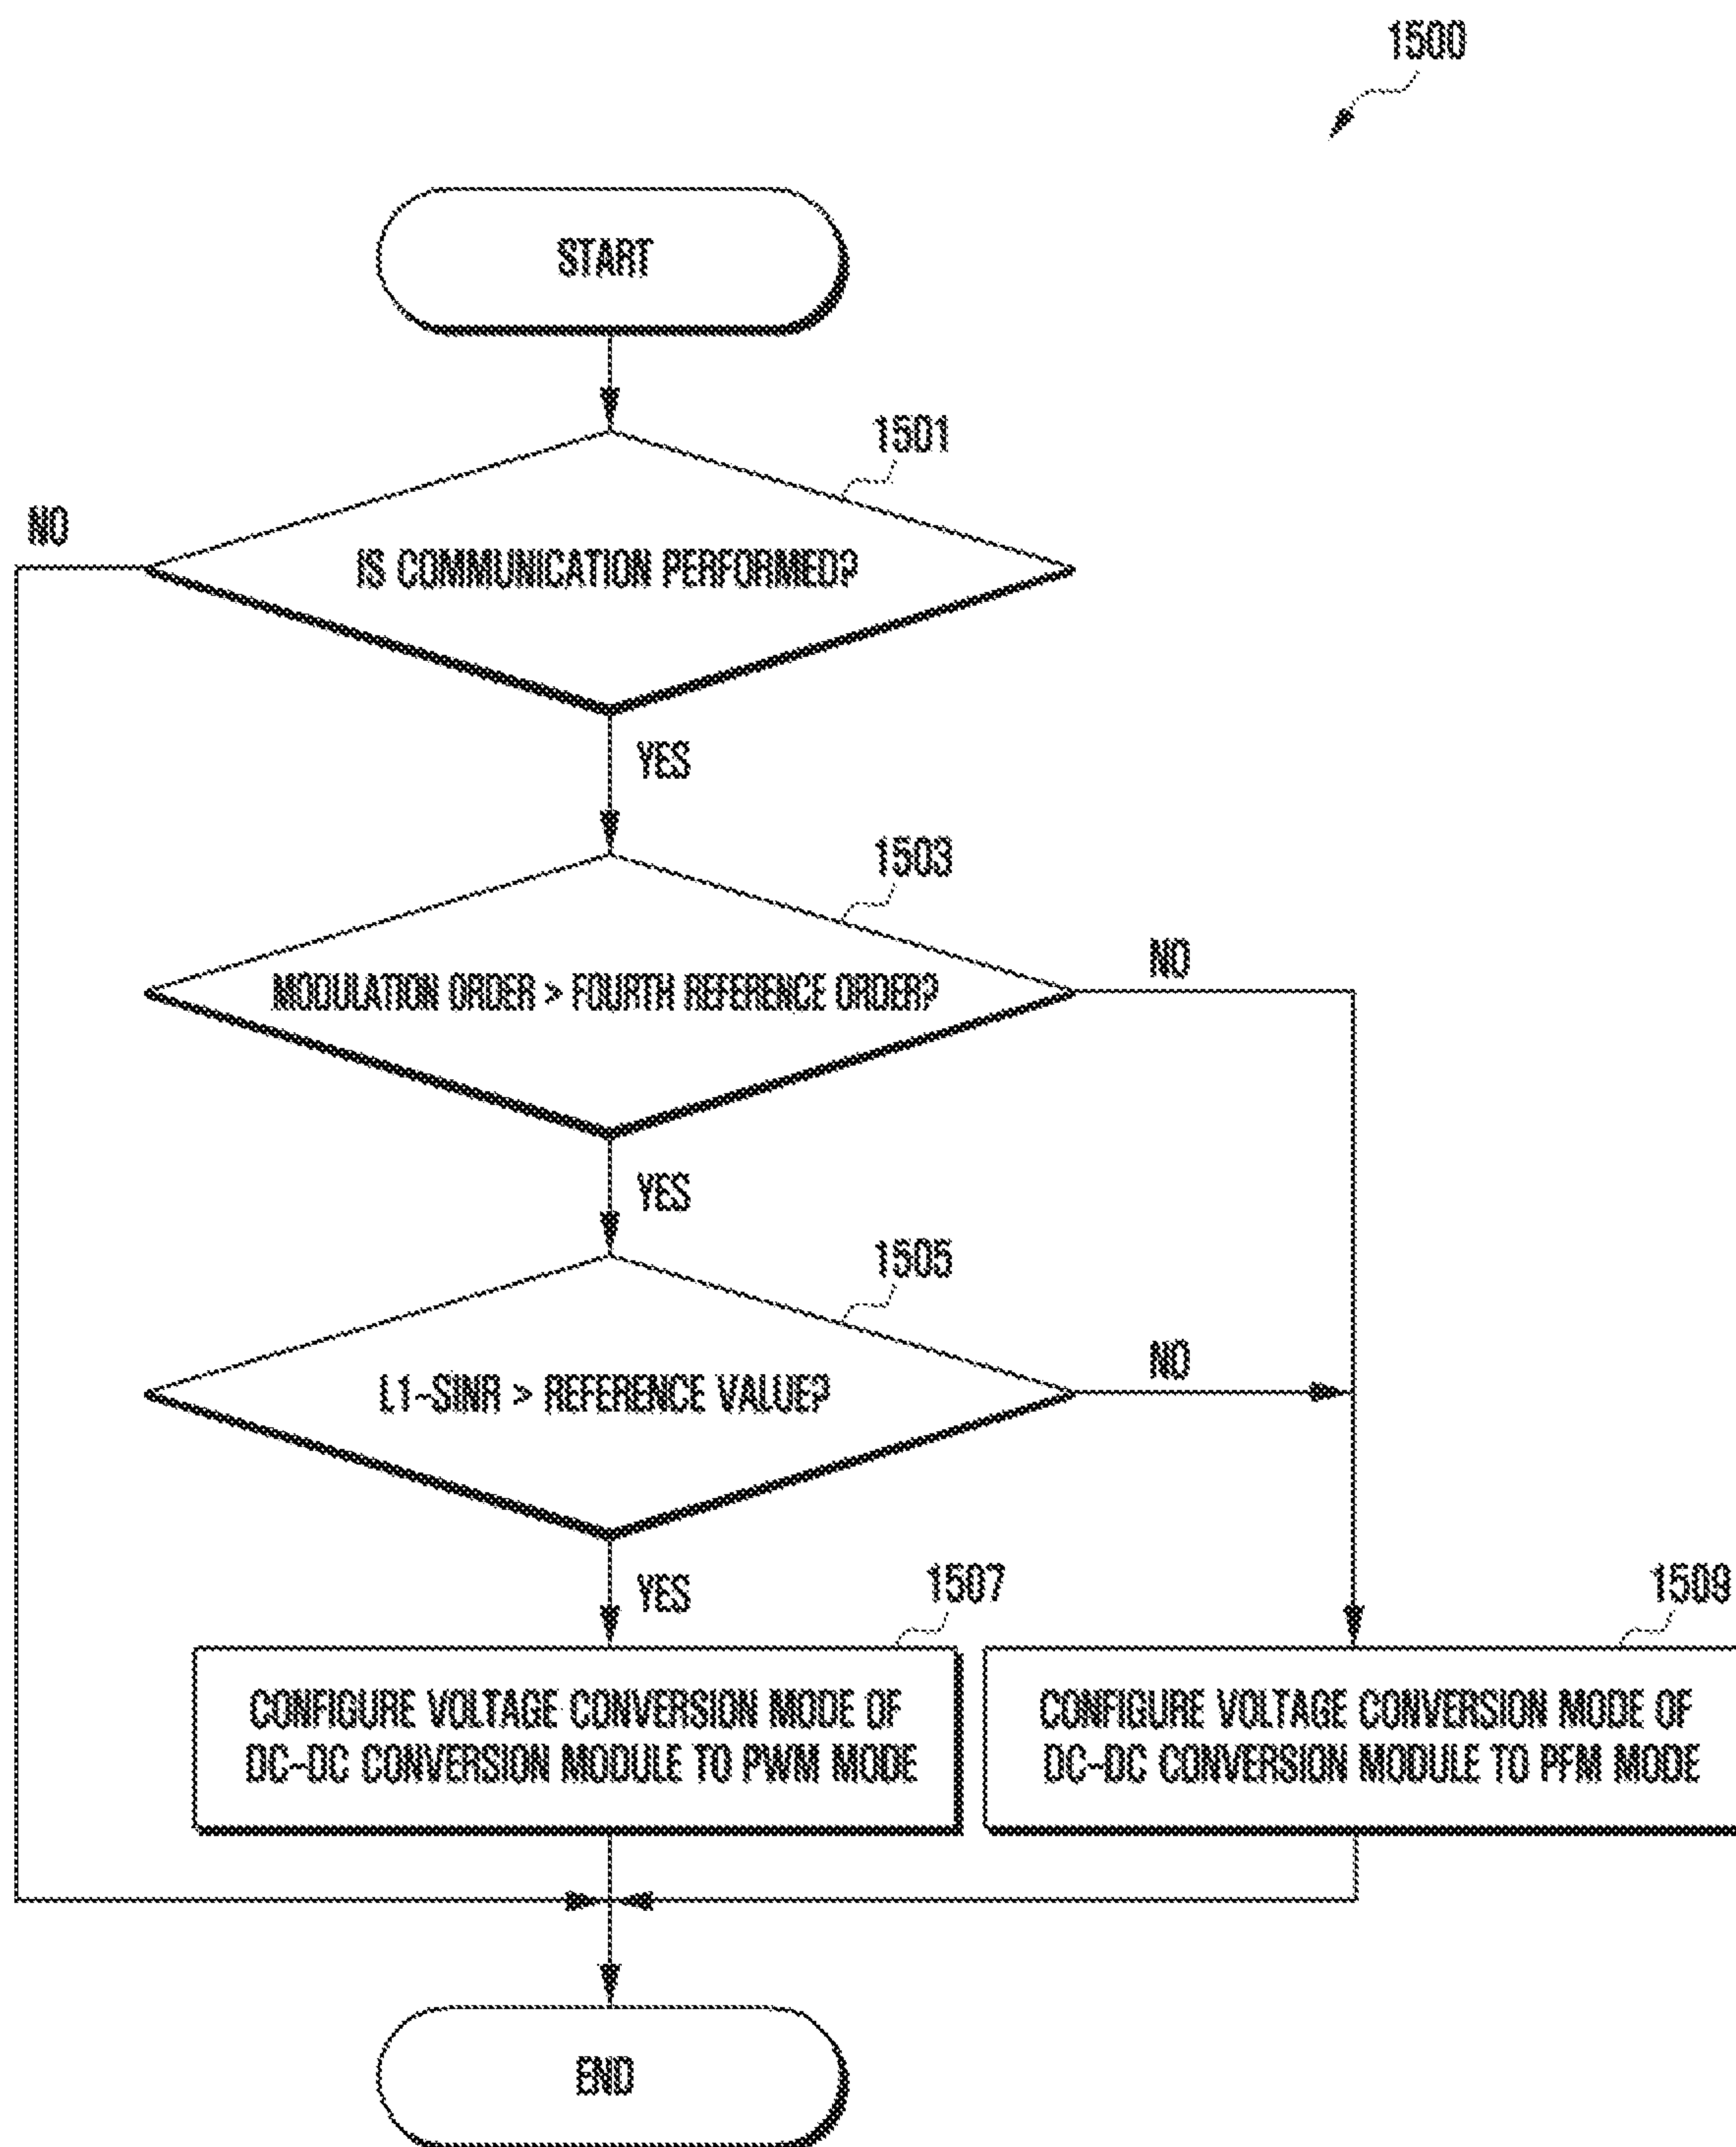 1500
START
1501
NO
IS COMMUNICATION PERFORMED?
YES
1503
NO
MODULATION ORDER > FOURTH REFERENCE ORDER?
YES
1505
NO
L1-SINR > REFERENCE VALUE?
YES
1507
1509
CONFIGURE VOLTAGE CONVERSION MODE OF
DC-DC CONVERSION MODULE TO PWM MODE
CONFIGURE VOLTAGE CONVERSION MODE OF
DC-DC CONVERSION MODULE TO PFM MODE
END